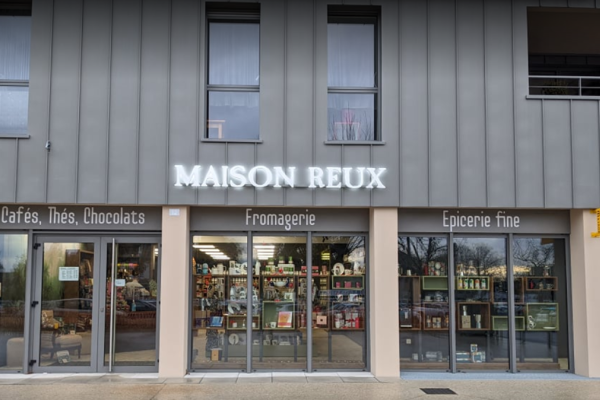 MAISON REUX
Cafés, Thés, Chocolats
Fromagerie
Epicerie fine